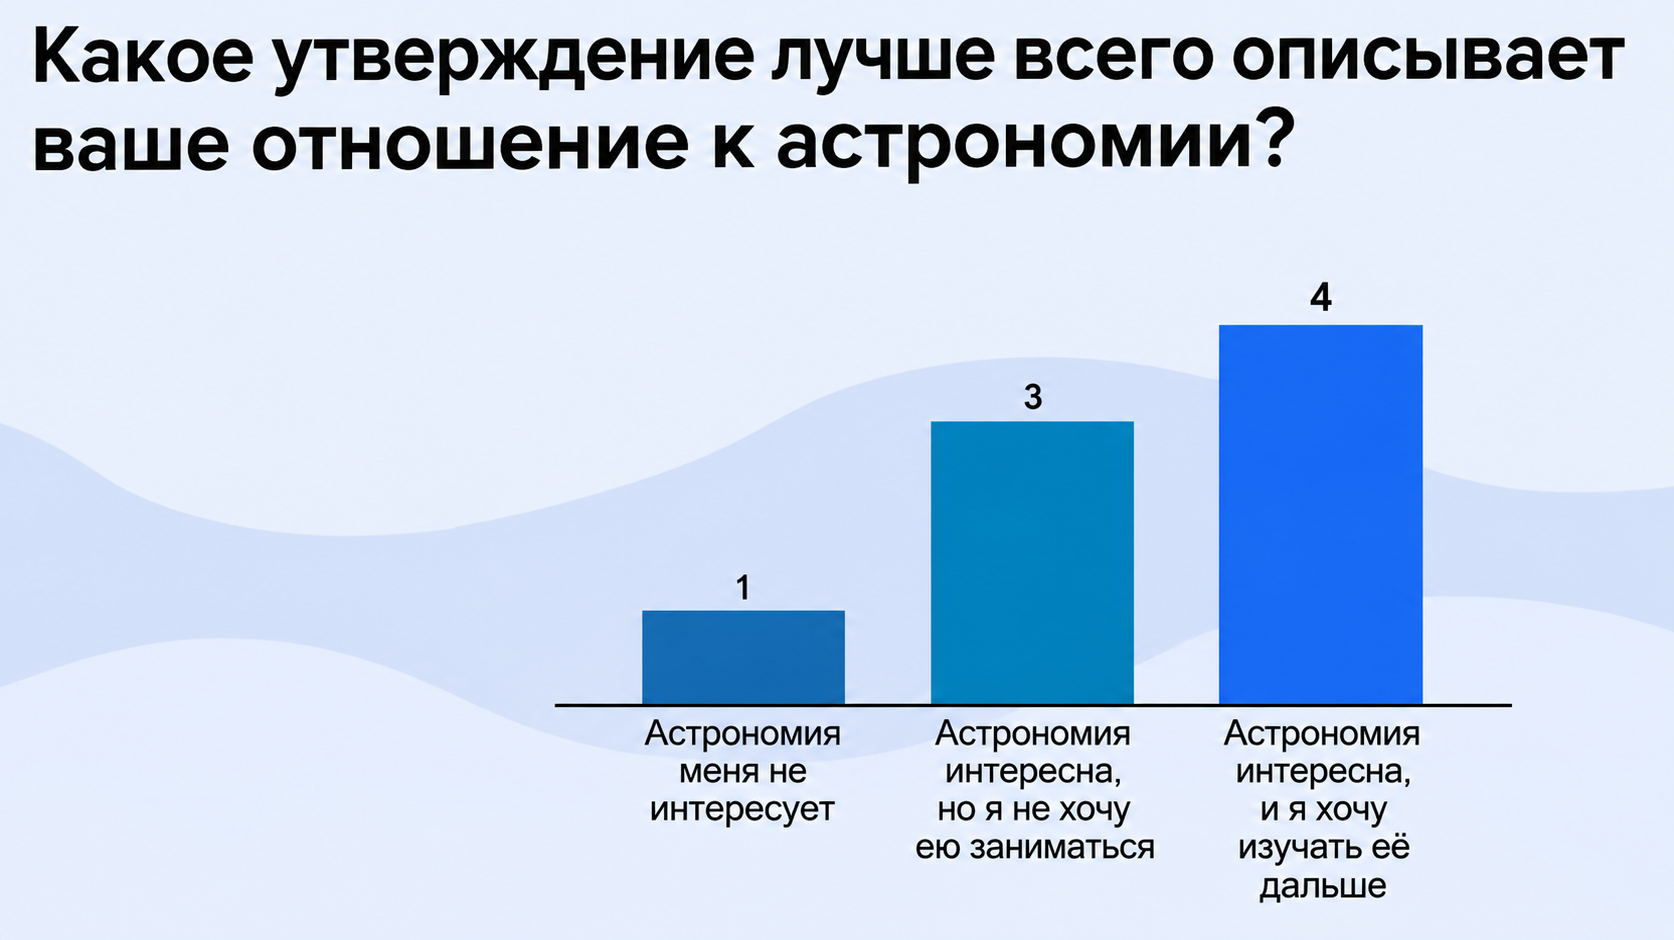 Какое утверждение лучше всего описывает
ваше отношение к астрономии?
4
3
1
Астрономия
меня не
интересует
Астрономия
интересна,
но я не хочу
ею заниматься
Астрономия
интересна,
и я хочу
изучать её
дальше